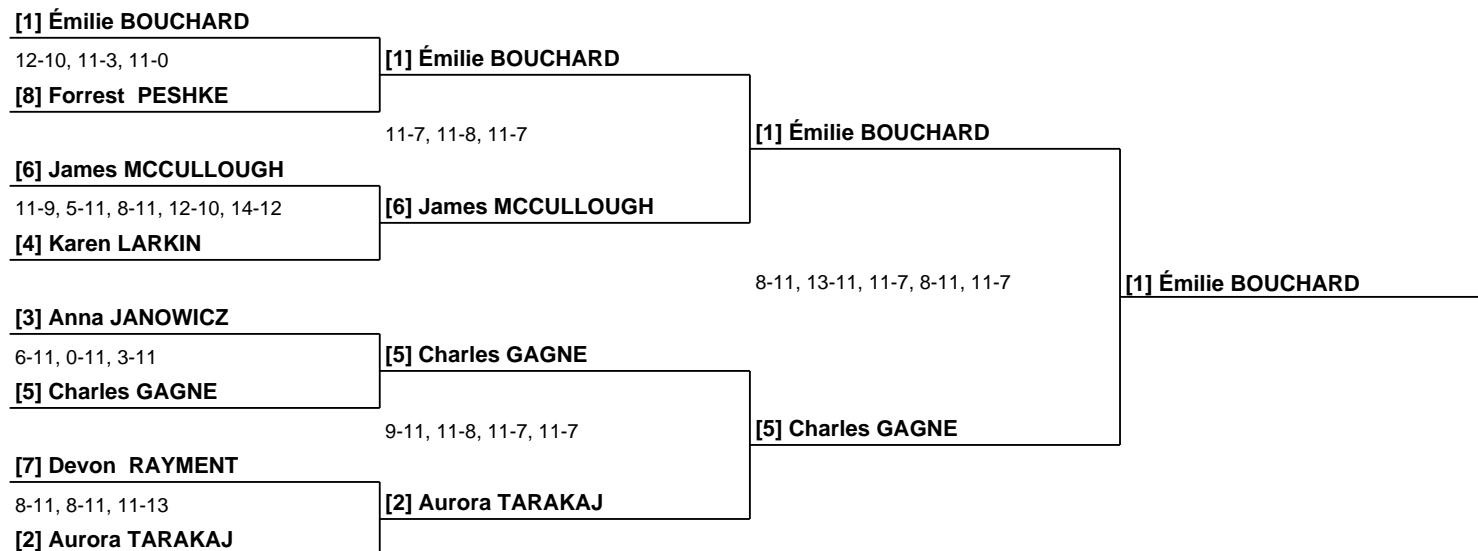 [1] Émilie BOUCHARD
12-10, 11-3, 11-0
[1] Émilie BOUCHARD
[8] Forrest  PESHKE
11-7, 11-8, 11-7
[1] Émilie BOUCHARD
[6] James MCCULLOUGH
11-9, 5-11, 8-11, 12-10, 14-12
[6] James MCCULLOUGH
[4] Karen LARKIN
8-11, 13-11, 11-7, 8-11, 11-7
[1] Émilie BOUCHARD
[3] Anna JANOWICZ
6-11, 0-11, 3-11
[5] Charles GAGNE
[5] Charles GAGNE
9-11, 11-8, 11-7, 11-7
[5] Charles GAGNE
[7] Devon  RAYMENT
8-11, 8-11, 11-13
[2] Aurora TARAKAJ
[2] Aurora TARAKAJ